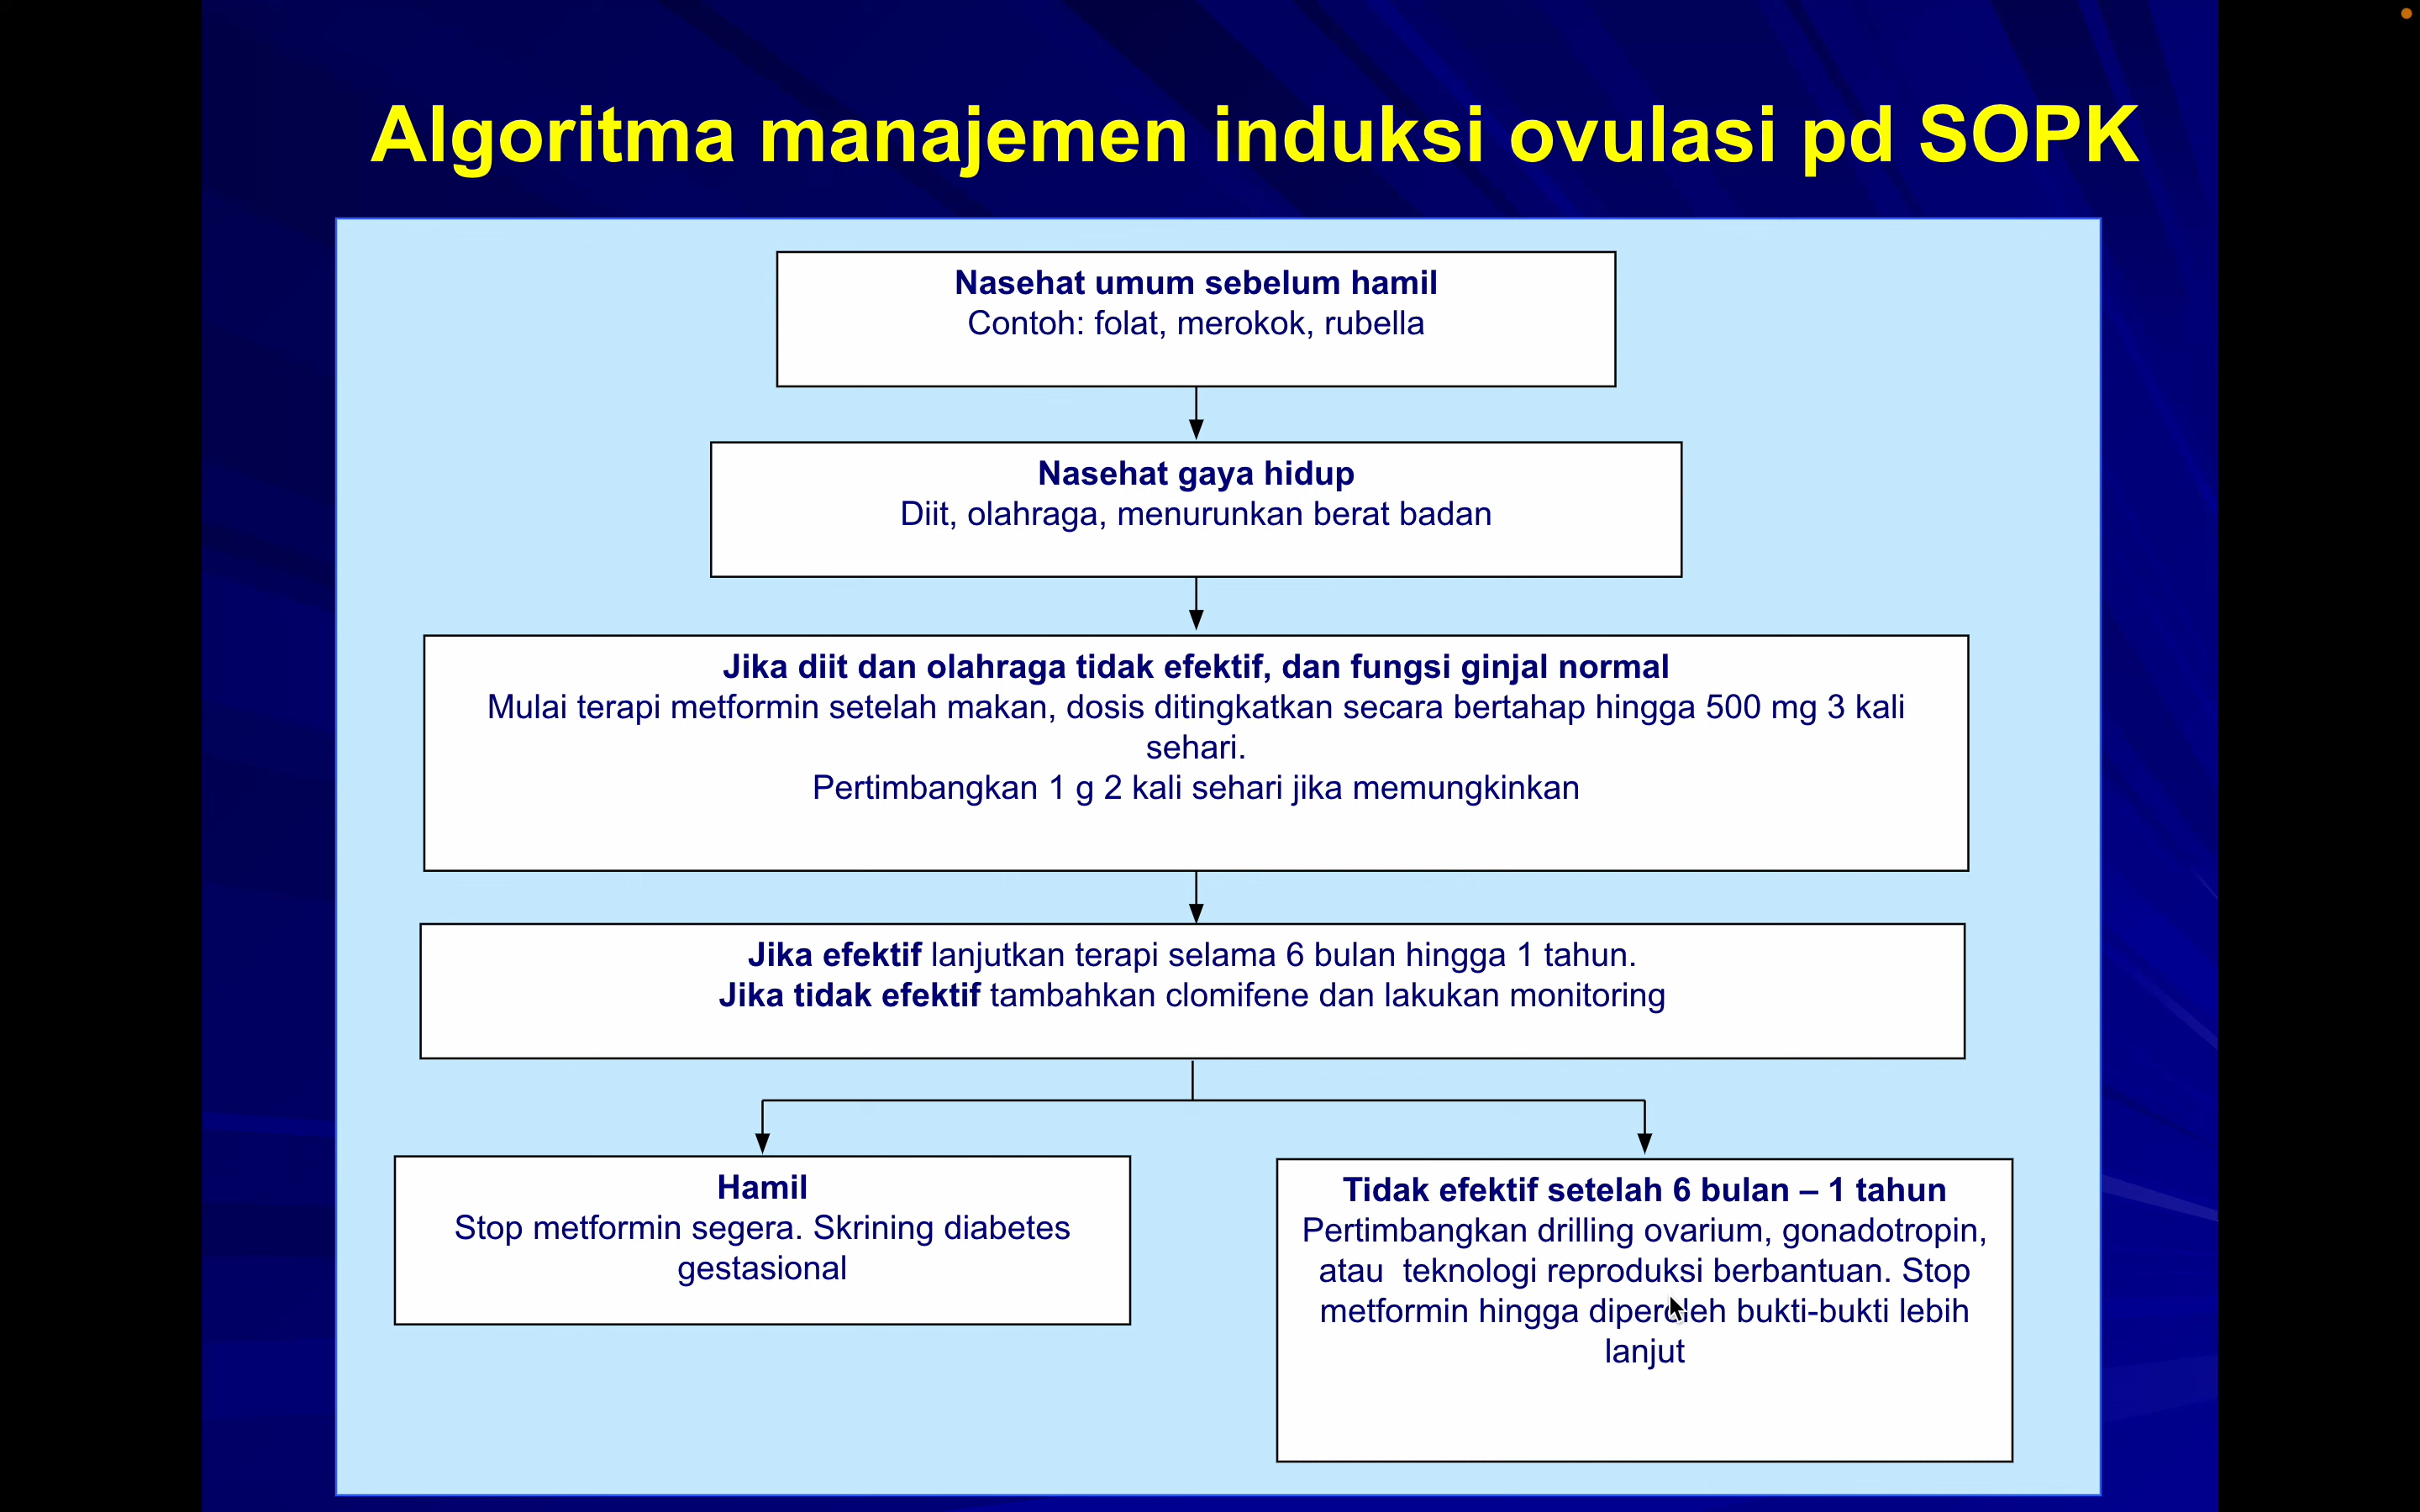 Algoritma manajemen induksi ovulasi pd SOPK
Nasehat umum sebelum hamil
Contoh: folat, merokok, rubella
Nasehat gaya hidup
Diit, olahraga, menurunkan berat badan
Jika diit dan olahraga tidak efektif, dan fungsi ginjal normal
Mulai terapi metformin setelah makan, dosis ditingkatkan secara bertahap hingga 500 mg 3 kali
sehari.
Pertimbangkan 1 g 2 kali sehari jika memungkinkan
Jika efektif lanjutkan terapi selama 6 bulan hingga 1 tahun.
Jika tidak efektif tambahkan clomifene dan lakukan monitoring
Hamil
Stop metformin segera. Skrining diabetes
gestasional
Tidak efektif setelah 6 bulan – 1 tahun
Pertimbangkan drilling ovarium, gonadotropin,
atau teknologi reproduksi berbantuan. Stop
metformin hingga diperoleh bukti-bukti lebih
lanjut